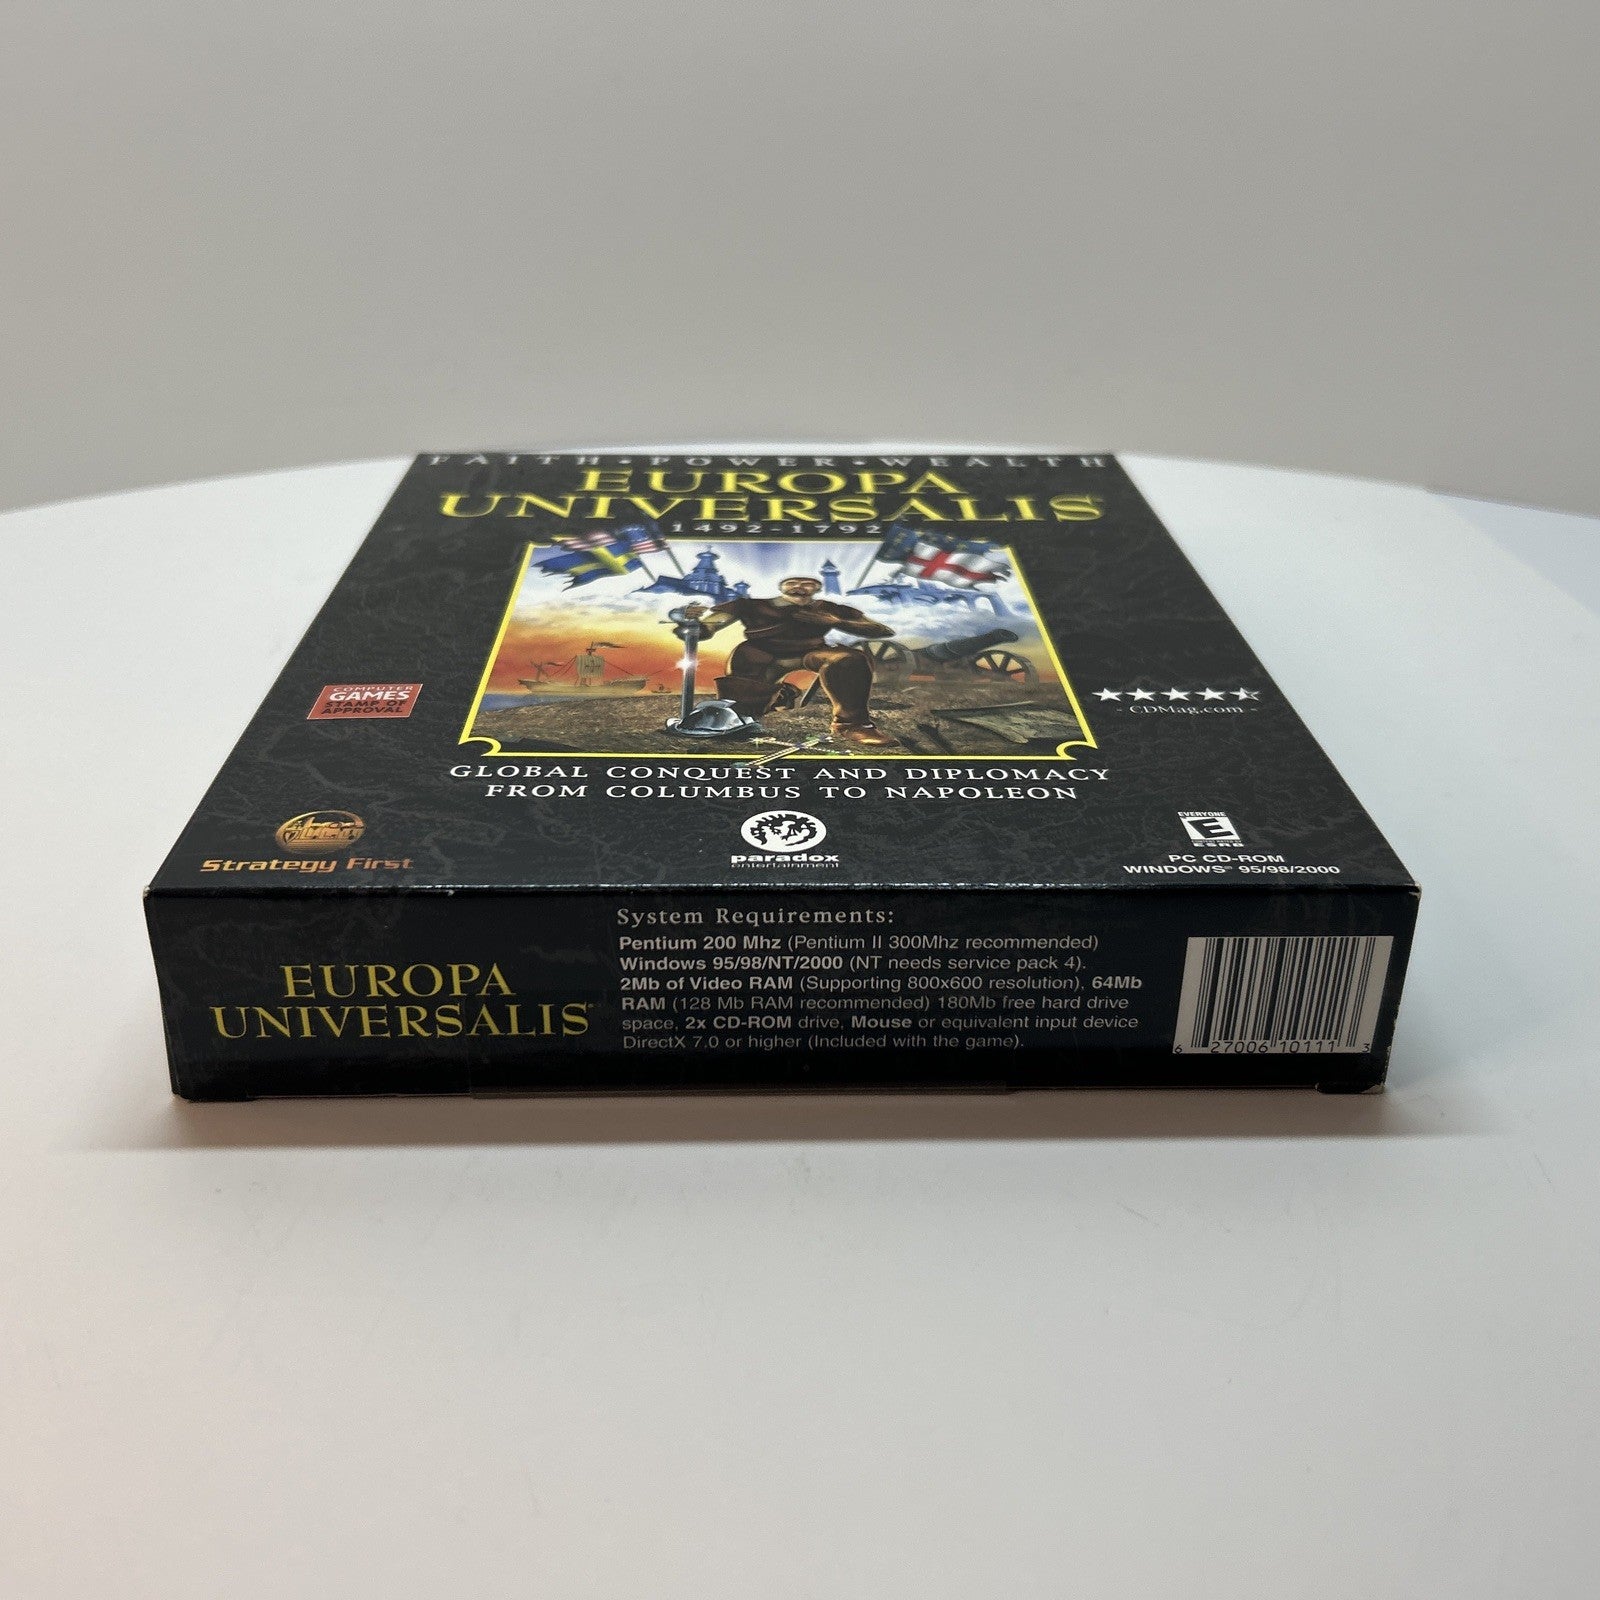 FAITH • POWER • WEALTH
EUROPA
UNIVERSALIS
1492-1792
COMPUTER
GAMES
STAMP OF
APPROVAL
- CDMag.com -
GLOBAL CONQUEST AND DIPLOMACY
FROM COLUMBUS TO NAPOLEON
Strategy First
paradox
entertainment
EVERYONE
E
ESRB
PC CD-ROM
WINDOWS® 95/98/2000
EUROPA
UNIVERSALIS
System Requirements:
Pentium 200 Mhz (Pentium II 300Mhz recommended)
Windows 95/98/NT/2000 (NT needs service pack 4).
2Mb of Video RAM (Supporting 800x600 resolution), 64Mb
RAM (128 Mb RAM recommended) 180Mb free hard drive
space, 2x CD-ROM drive, Mouse or equivalent input device
DirectX 7.0 or higher (Included with the game).
6 27006 10111 3